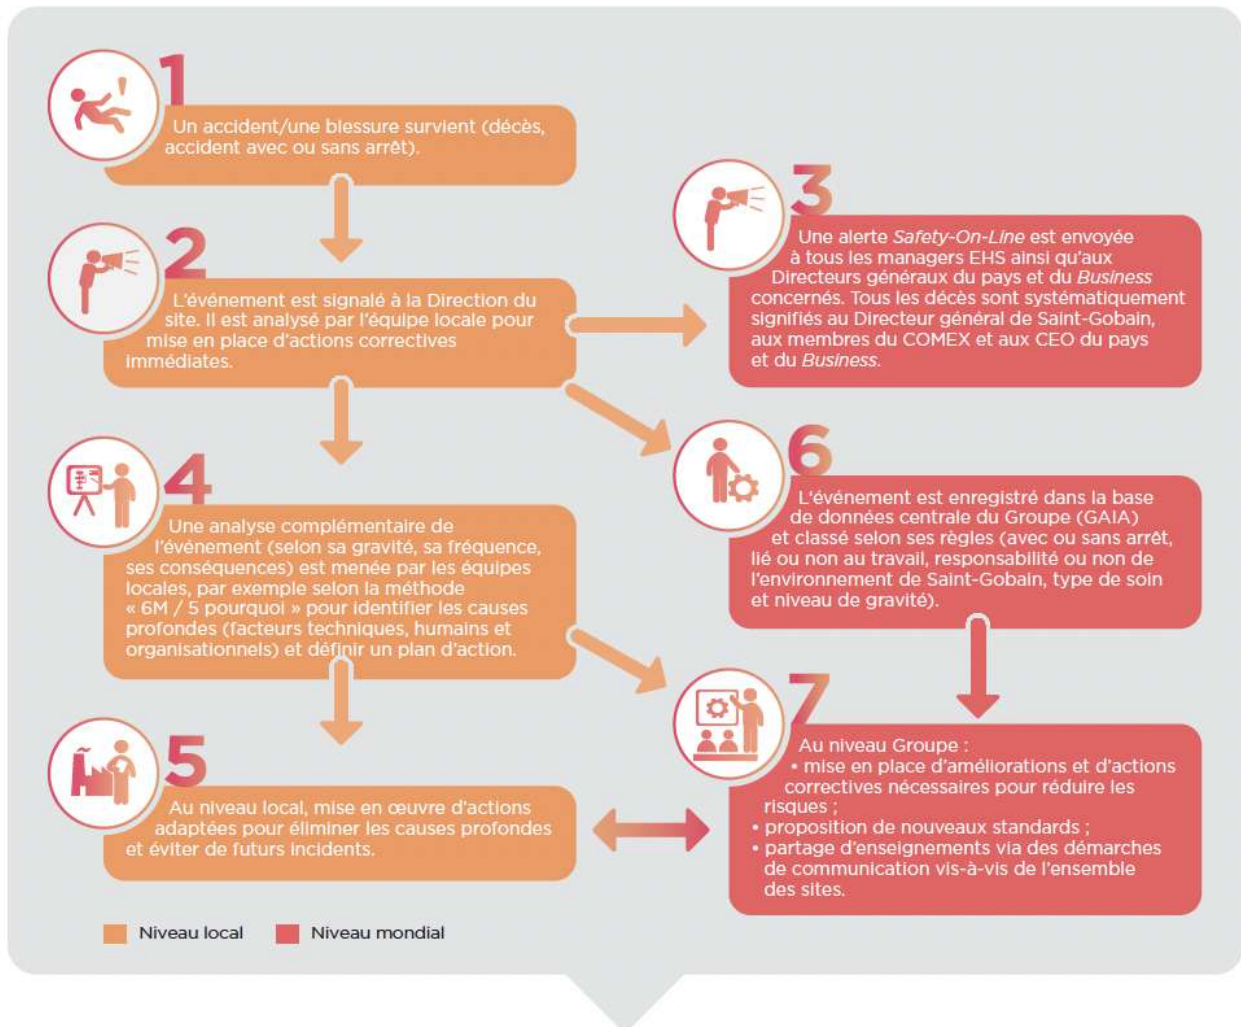 1
Un accident/une blessure survient (décès,
accident avec ou sans arrêt).
2
L'événement est signalé à la Direction du
site. Il est analysé par l'équipe locale pour
mise en place d'actions correctives
immédiates.
3
Une alerte Safety-On-Line est envoyée
à tous les managers EHS ainsi qu'aux
Directeurs généraux du pays et du Business
concernés. Tous les décès sont systématiquement
signifiés au Directeur général de Saint-Gobain,
aux membres du COMEX et aux CEO du pays
et du Business.
4
Une analyse complémentaire de
l'événement (selon sa gravité, sa fréquence,
ses conséquences) est menée par les équipes
locales, par exemple selon la méthode
« 6M / 5 pourquoi » pour identifier les causes
profondes (facteurs techniques, humains et
organisationnels) et définir un plan d'action.
5
Au niveau local, mise en œuvre d'actions
adaptées pour éliminer les causes profondes
et éviter de futurs incidents.
6
L'événement est enregistré dans la base
de données centrale du Groupe (GAIA)
et classé selon ses règles (avec ou sans arrêt,
lié ou non au travail, responsabilité ou non de
l'environnement de Saint-Gobain, type de soin
et niveau de gravité).
7
Au niveau Groupe :
• mise en place d'améliorations et d'actions
correctives nécessaires pour réduire les
risques ;
• proposition de nouveaux standards ;
• partage d'enseignements via des démarches
de communication vis-à-vis de l'ensemble
des sites.
Niveau local
Niveau mondial